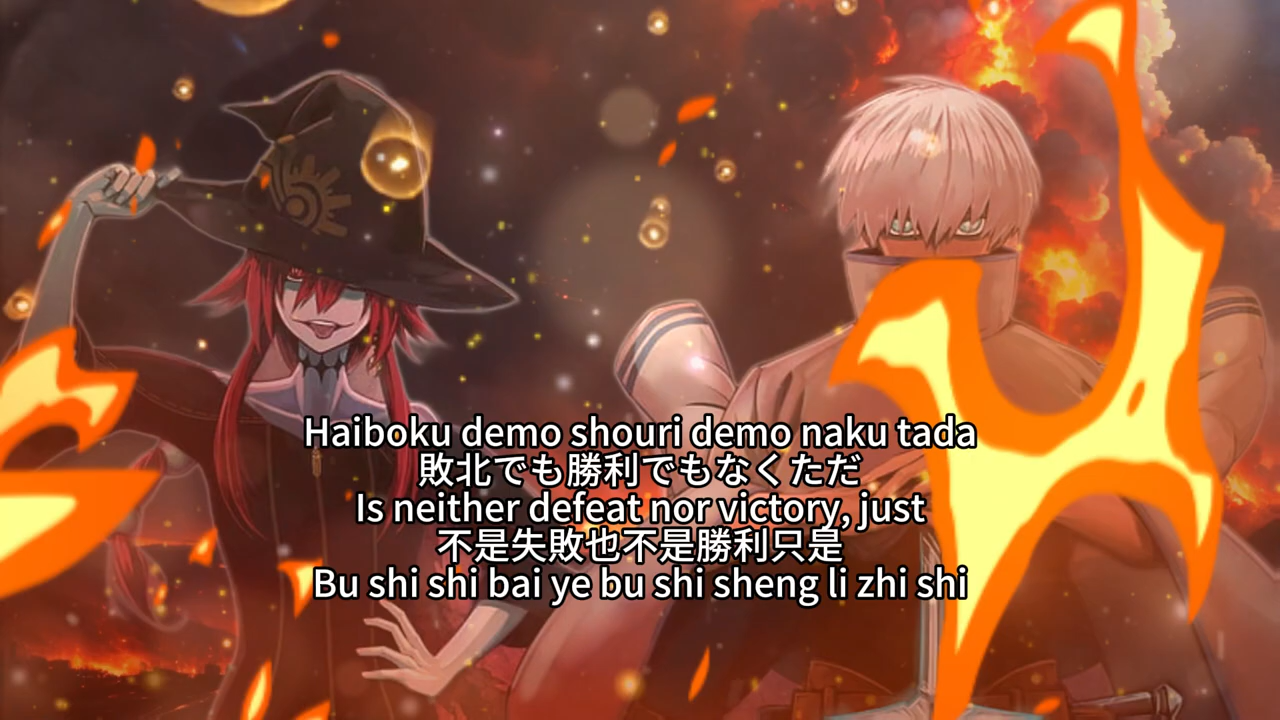 Haiboku demo shouri demo naku tada
敗北でも勝利でもなくただ
Is neither defeat nor victory, just
不是失敗也不是勝利只是
Bu shi shi bai ye bu shi sheng li zhi shi